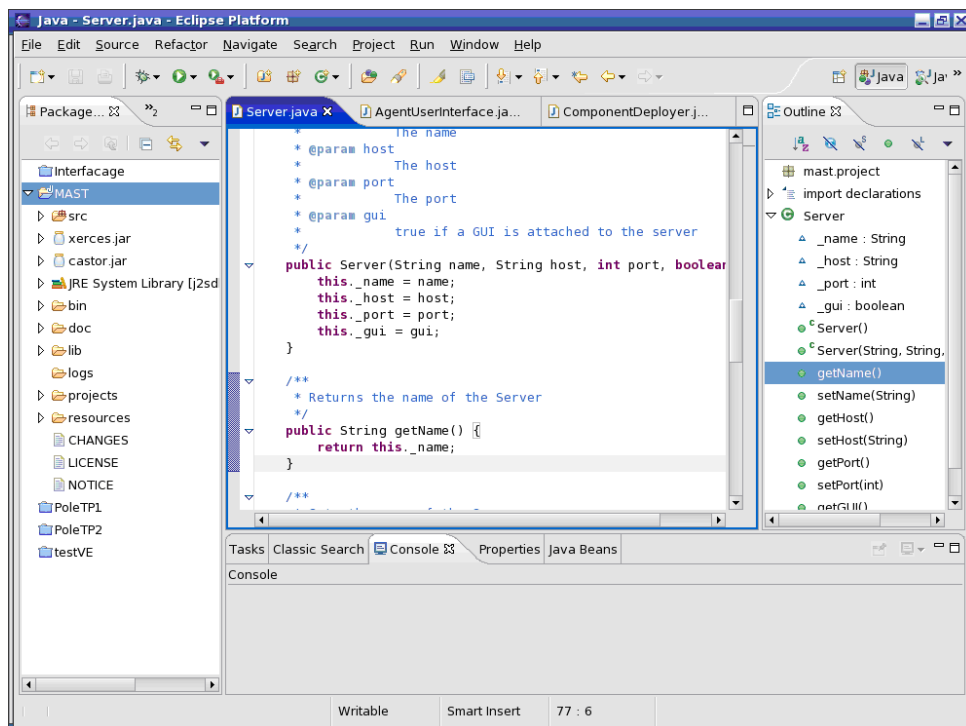 Java - Server.java - Eclipse Platform
File Edit Source Refactor Navigate Search Project Run Window Help
Java
Package...
»2
Interfacage
MAST
src
xerces.jar
castor.jar
JRE System Library [j2sd
bin
doc
lib
logs
projects
resources
CHANGES
LICENSE
NOTICE
PoleTP1
PoleTP2
testVE
Server.java AgentUserInterface.ja... ComponentDeployer.j...
* The name
* @param host
* The host
* @param port
* The port
* @param gui
* true if a GUI is attached to the server
*/
public Server(String name, String host, int port, boolean
this._name = name;
this._host = host;
this._port = port;
this._gui = gui;
}
/**
* Returns the name of the Server
*/
public String getName() {
return this._name;
}
/**
Outline
mast.project
import declarations
Server
_name : String
_host : String
_port : int
_gui : boolean
Server()
Server(String, String,
getName()
setName(String)
getHost()
setHost(String)
getPort()
setPort(int)
getGUI()
Tasks Classic Search Console Properties Java Beans
Console
Writable Smart Insert 77 : 6